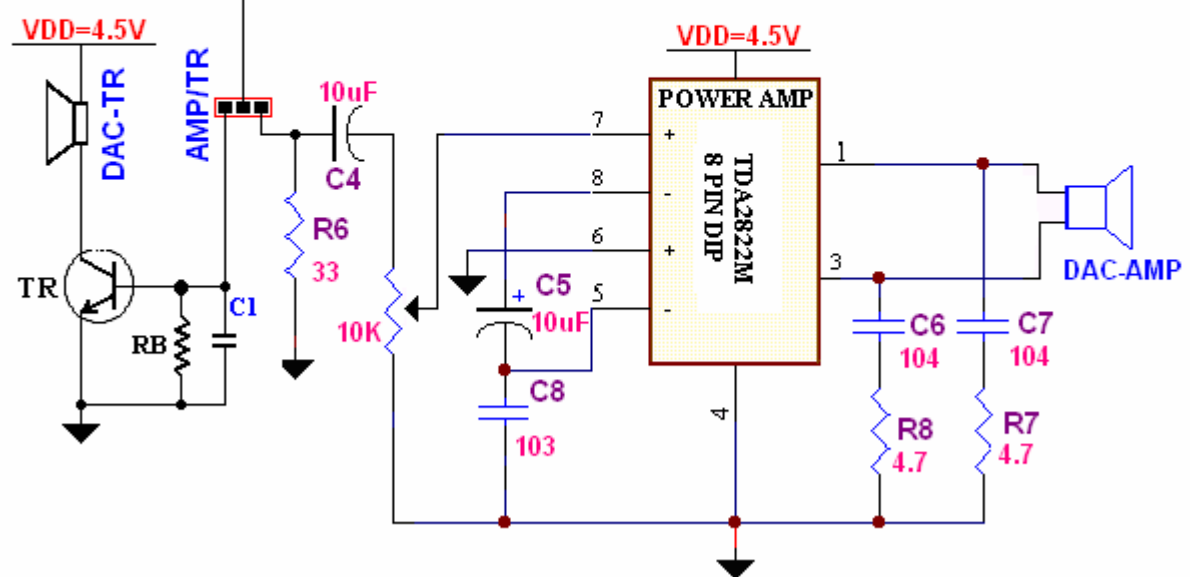 VDD=4.5V
DAC-TR
AMP/TR
10uF
C4
R6
33
10K
TR
RB
C1
VDD=4.5V
POWER AMP
TDA2822M
8 PIN DIP
7
+
8
-
6
+
5
-
C5
+
10uF
C8
103
4
1
3
DAC-AMP
C6
104
C7
104
R8
4.7
R7
4.7